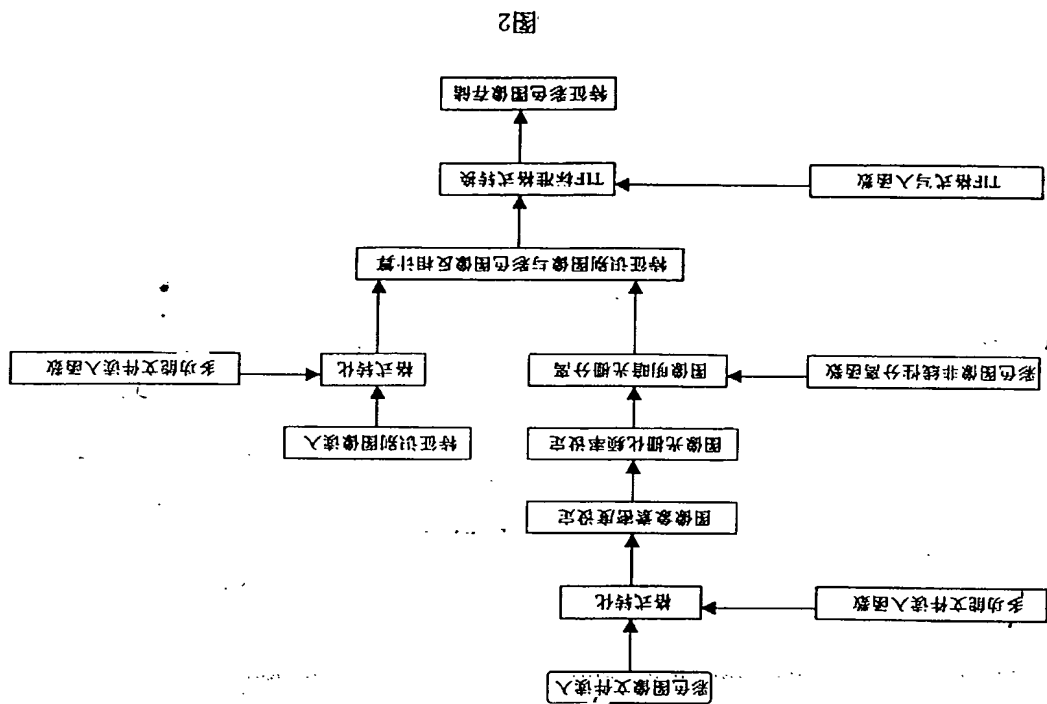 彩色图像文件读入
多功能文件读入函数
格式转化
图像象素密度设定
图像光栅化频率设定
特征识别图像读入
彩色图像非线性分离函数
图像明暗光栅分离
格式转化
多功能文件读入函数
特征识别图像与彩色图像反相计算
TIF格式写入函数
TIF标准格式转换
特征彩色图像存储
图2